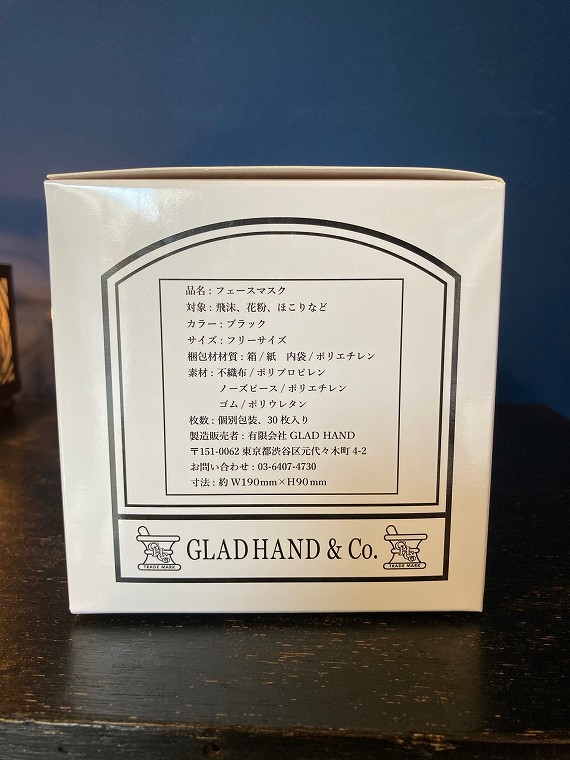 品名：フェースマスク
対象：飛沫、花粉、ほこりなど
カラー：ブラック
サイズ：フリーサイズ
梱包材材質：箱/紙　内袋/ポリエチレン
素材：不織布/ポリプロピレン
ノーズピース/ポリエチレン
ゴム/ポリウレタン
枚数：個別包装、30枚入り
製造販売者：有限会社 GLAD HAND
〒151-0062 東京都渋谷区元代々木町 4-2
お問い合わせ：03-6407-4730
寸法：約 W190mm×H90mm
GLAD HAND & Co.
TRADE MARK
TRADE MARK